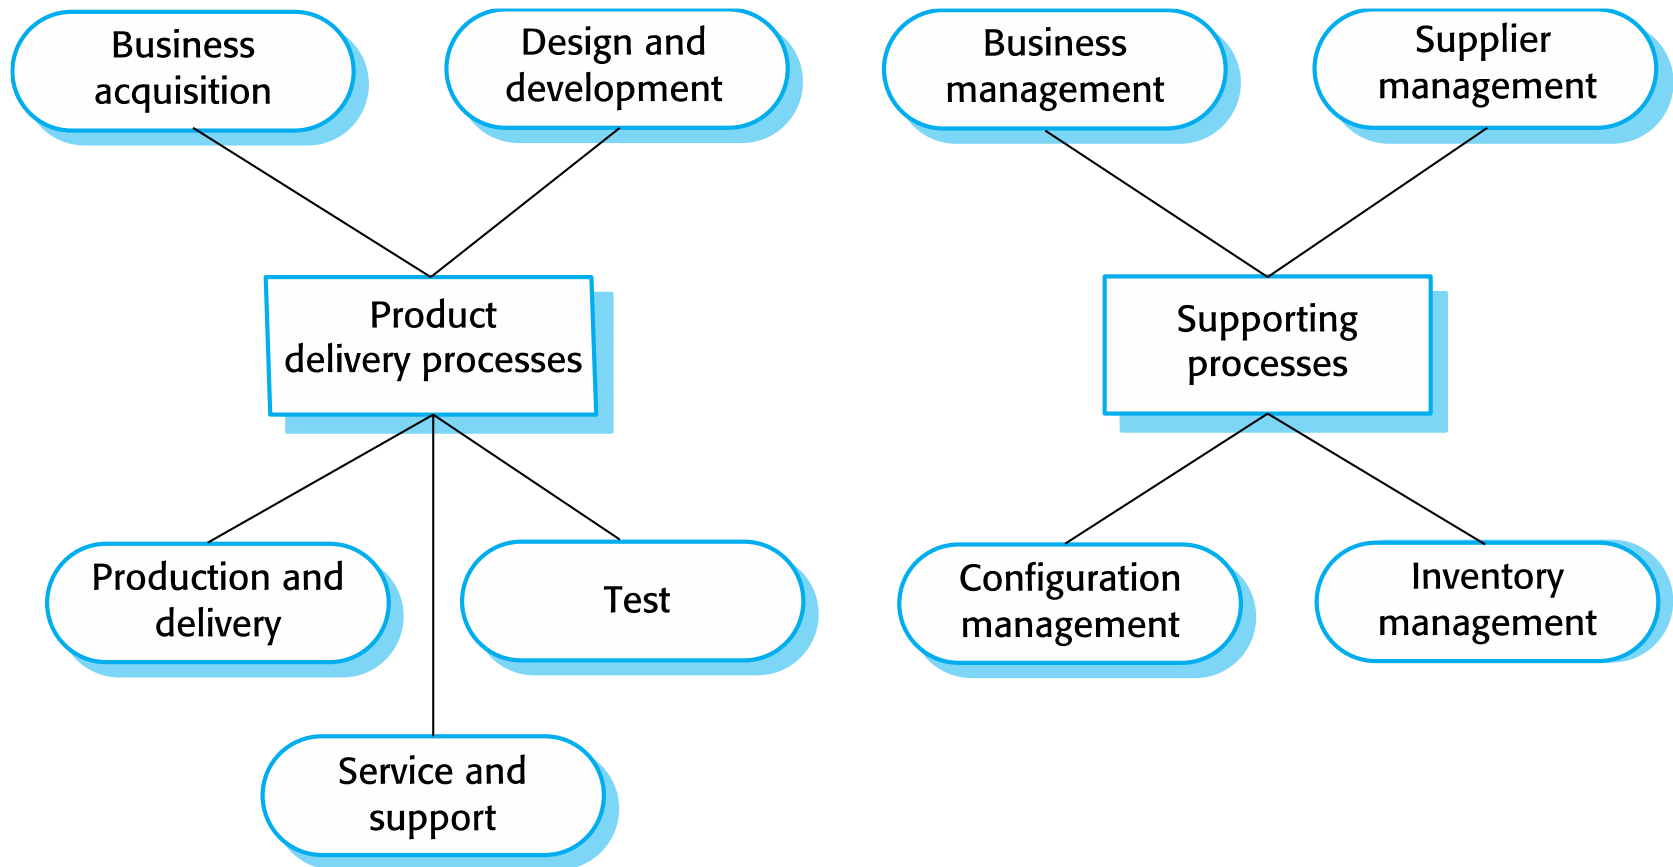 Business
acquisition
Design and
development
Product
delivery processes
Production and
delivery
Test
Service and
support
Business
management
Supplier
management
Supporting
processes
Configuration
management
Inventory
management